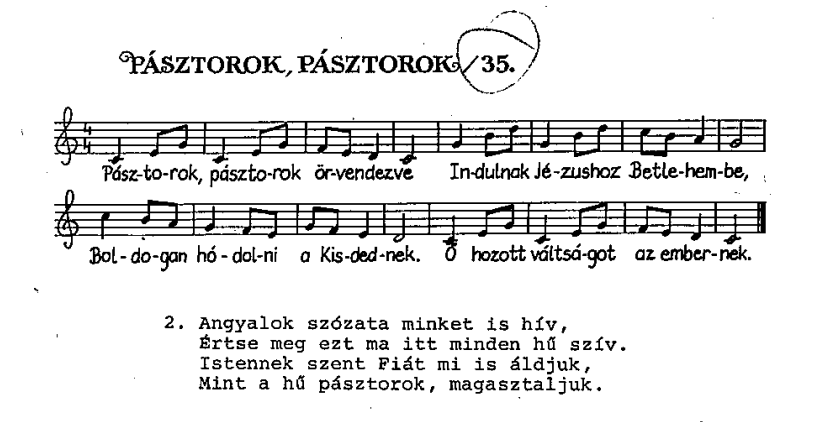 PÁSZTOROK, PÁSZTOROK /35.
4
4
Pász-to-rok, pászto-rok ör-vendezve In-dulnak Jé-zushoz Betle-hem-be,
Bol-do-gan hó-dol-ni a Kis-ded-nek. Ő hozott váltsá-got az ember-nek.
2. Angyalok szózata minket is hív,
Értse meg ezt ma itt minden hű szív.
Istennek szent Fiát mi is áldjuk,
Mint a hű pásztorok, magasztaljuk.